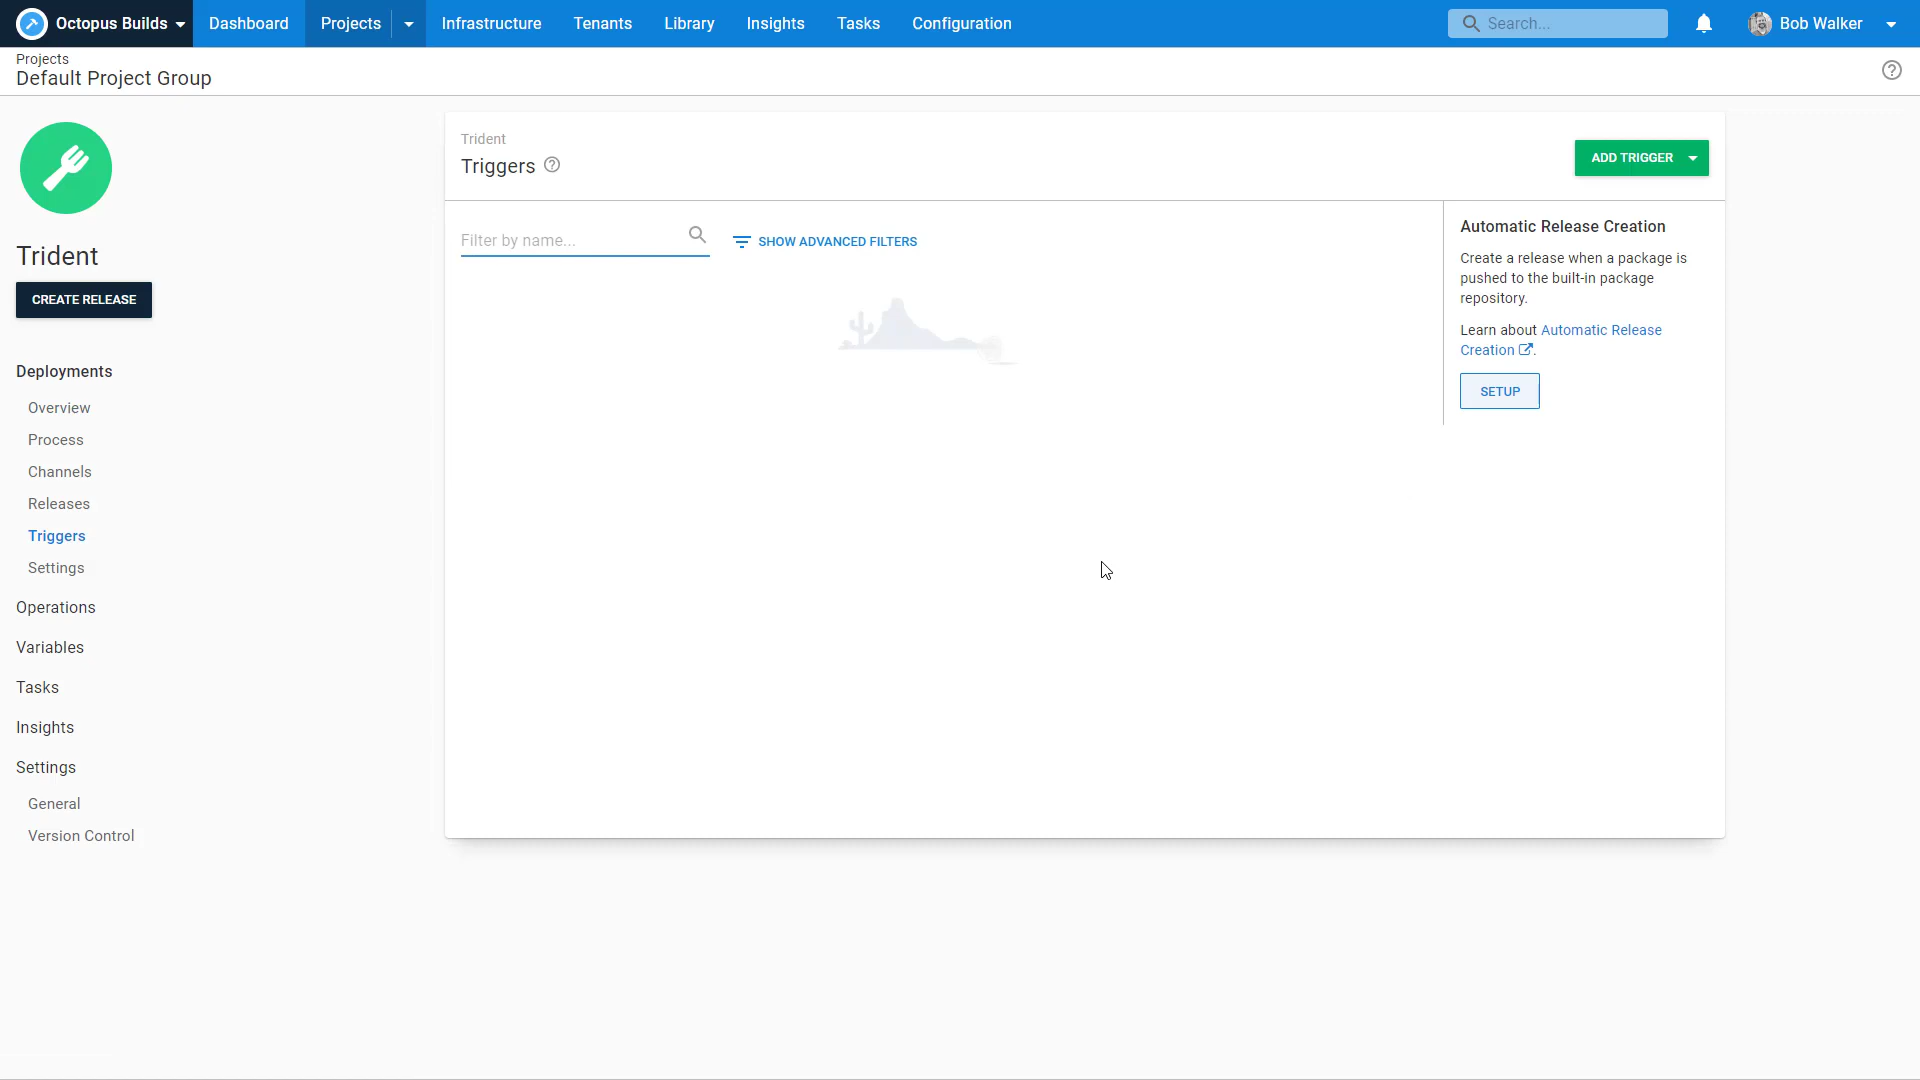 Octopus Builds
Dashboard
Projects
Infrastructure
Tenants
Library
Insights
Tasks
Configuration
Search...
Bob Walker
Projects
Default Project Group
Trident
CREATE RELEASE
Deployments
Overview
Process
Channels
Releases
Triggers
Settings
Operations
Variables
Tasks
Insights
Settings
General
Version Control
Trident
Triggers
ADD TRIGGER
Filter by name...
SHOW ADVANCED FILTERS
Automatic Release Creation
Create a release when a package is
pushed to the built-in package
repository.
Learn about Automatic Release
Creation.
SETUP